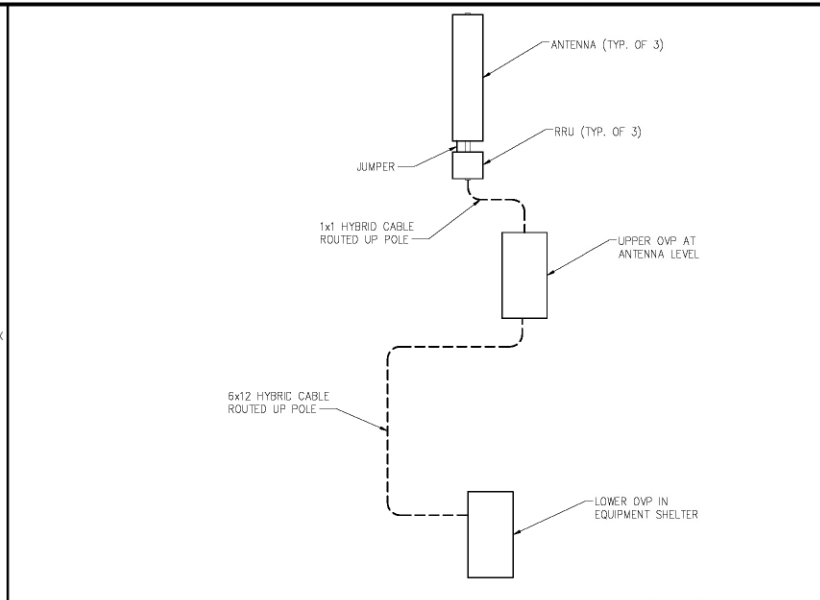 ANTENNA (TYP. OF 3)
RRU (TYP. OF 3)
JUMPER
1x1 HYBRID CABLE
ROUTED UP POLE
UPPER OVP AT
ANTENNA LEVEL
6x12 HYBRID CABLE
ROUTED UP POLE
LOWER OVP IN
EQUIPMENT SHELTER